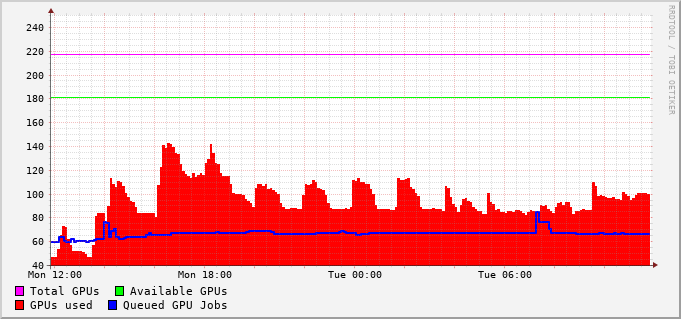 240
220
200
180
160
140
120
100
80
60
40
Mon 12:00 Mon 18:00 Tue 00:00 Tue 06:00
Total GPUs Available GPUs
GPUs used Queued GPU Jobs
RRDTOOL / TOBI OETIKER